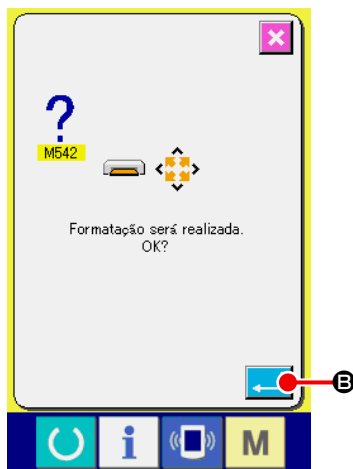 ?
M542
Formatação será realizada.
OK?
B
i
M